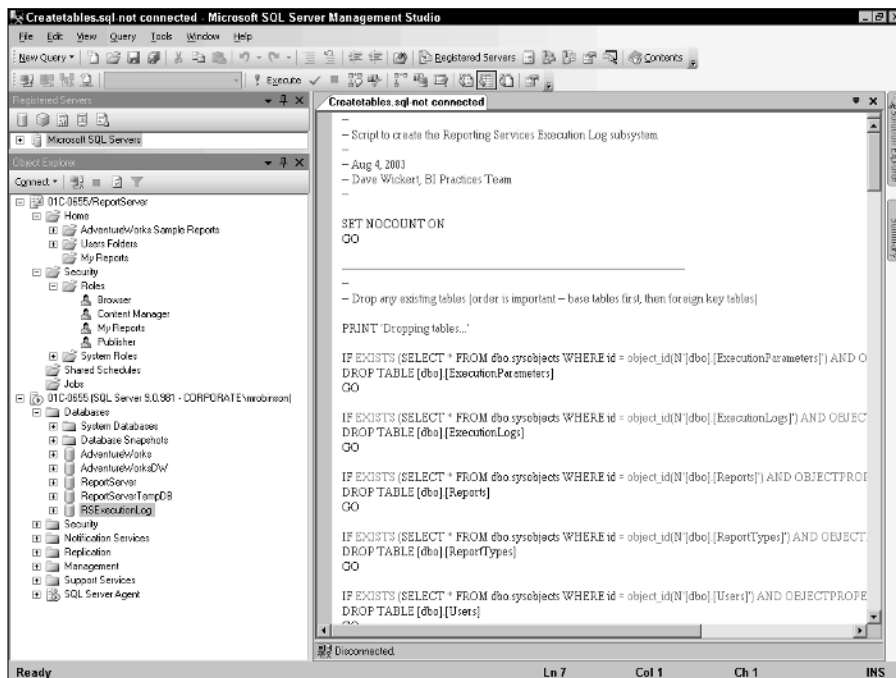 Createtables.sql-not connected - Microsoft SQL Server Management Studio
File Edit View Query Tools Window Help
New Query Registered Servers Contents
Execute
Registered Servers
Microsoft SQL Servers
Object Explorer
Connect
01C-0655/ReportServer
Home
AdventureWorks Sample Reports
Users Folders
My Reports
Security
Roles
Browser
Content Manager
My Reports
Publisher
System Roles
Shared Schedules
Jobs
01C-0655 (SQL Server 9.0.981 - CORPORATE\mrobinson)
Databases
System Databases
Database Snapshots
AdventureWorks
AdventureWorksDW
ReportServer
ReportServerTempDB
RSExecutionLog
Security
Notification Services
Replication
Management
Support Services
SQL Server Agent
Createtables.sql-not connected
--
-- Script to create the Reporting Services Execution Log subsystem
--
-- Aug 4, 2003
-- Dave Wickert, BI Practices Team
--
SET NOCOUNT ON
GO
--
-- Drop any existing tables (order is important -- base tables first, then foreign key tables)
PRINT 'Dropping tables...'
IF EXISTS (SELECT * FROM dbo.sysobjects WHERE id = object_id(N'[dbo].[ExecutionParameters]') AND O
DROP TABLE [dbo].[ExecutionParameters]
GO
IF EXISTS (SELECT * FROM dbo.sysobjects WHERE id = object_id(N'[dbo].[ExecutionLogs]') AND OBJEC
DROP TABLE [dbo].[ExecutionLogs]
GO
IF EXISTS (SELECT * FROM dbo.sysobjects WHERE id = object_id(N'[dbo].[Reports]') AND OBJECTPROP
DROP TABLE [dbo].[Reports]
GO
IF EXISTS (SELECT * FROM dbo.sysobjects WHERE id = object_id(N'[dbo].[ReportTypes]') AND OBJECT
DROP TABLE [dbo].[ReportTypes]
GO
IF EXISTS (SELECT * FROM dbo.sysobjects WHERE id = object_id(N'[dbo].[Users]') AND OBJECTPROPE
DROP TABLE [dbo].[Users]
GO
Solution Explorer
Summary
Disconnected.
Ready Ln 7 Col 1 Ch 1 INS